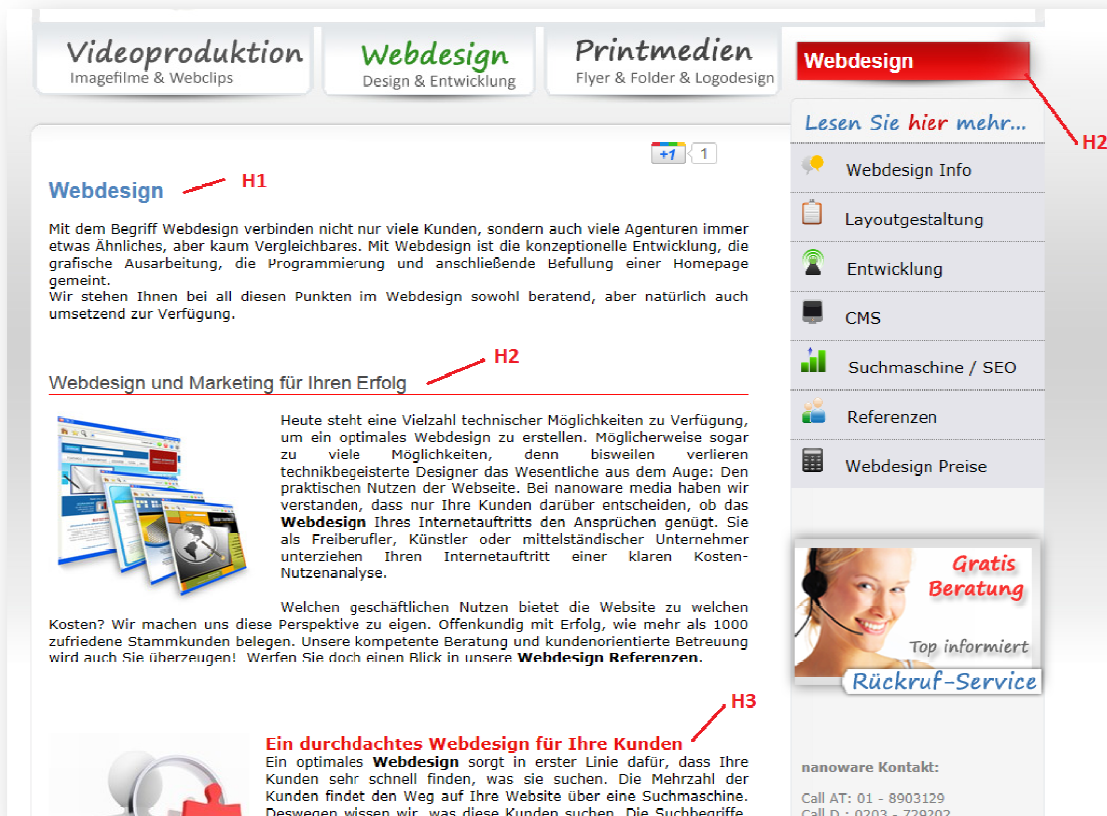 Videoproduktion
Imagefilme & Webclips
Webdesign
Design & Entwicklung
Printmedien
Flyer & Folder & Logodesign
Webdesign
H2
Lesen Sie hier mehr...
Webdesign Info
Layoutgestaltung
Entwicklung
CMS
Suchmaschine / SEO
Referenzen
Webdesign Preise
+1
1
Webdesign
H1
Mit dem Begriff Webdesign verbinden nicht nur viele Kunden, sondern auch viele Agenturen immer
etwas Ähnliches, aber kaum Vergleichbares. Mit Webdesign ist die konzeptionelle Entwicklung, die
grafische Ausarbeitung, die Programmierung und anschließende Befullung einer Homepage
gemeint.
Wir stehen Ihnen bei all diesen Punkten im Webdesign sowohl beratend, aber natürlich auch
umsetzend zur Verfügung.
H2
Webdesign und Marketing für Ihren Erfolg
Heute steht eine Vielzahl technischer Möglichkeiten zu Verfügung,
um ein optimales Webdesign zu erstellen. Möglicherweise sogar
zu viele Möglichkeiten, denn bisweilen verlieren
technikbegeisterte Designer das Wesentliche aus dem Auge: Den
praktischen Nutzen der Webseite. Bei nanoware media haben wir
verstanden, dass nur Ihre Kunden darüber entscheiden, ob das
Webdesign Ihres Internetauftritts den Ansprüchen genügt. Sie
als Freiberufler, Künstler oder mittelständischer Unternehmer
unterziehen Ihren Internetauftritt einer klaren Kosten-
Nutzenanalyse.
Welchen geschäftlichen Nutzen bietet die Website zu welchen
Kosten? Wir machen uns diese Perspektive zu eigen. Offenkundig mit Erfolg, wie mehr als 1000
zufriedene Stammkunden belegen. Unsere kompetente Beratung und kundenorientierte Betreuung
wird auch Sie überzeugen! Werfen Sie doch einen Blick in unsere Webdesign Referenzen.
H3
Ein durchdachtes Webdesign für Ihre Kunden
Ein optimales Webdesign sorgt in erster Linie dafür, dass Ihre
Kunden sehr schnell finden, was sie suchen. Die Mehrzahl der
Kunden findet den Weg auf Ihre Website über eine Suchmaschine.
Deswegen wissen wir, was diese Kunden suchen. Die Suchbegriffe,
Gratis
Beratung
Top informiert
Rückruf-Service
nanoware Kontakt:
Call AT: 01 - 8903129
Call D : 0203 - 729202